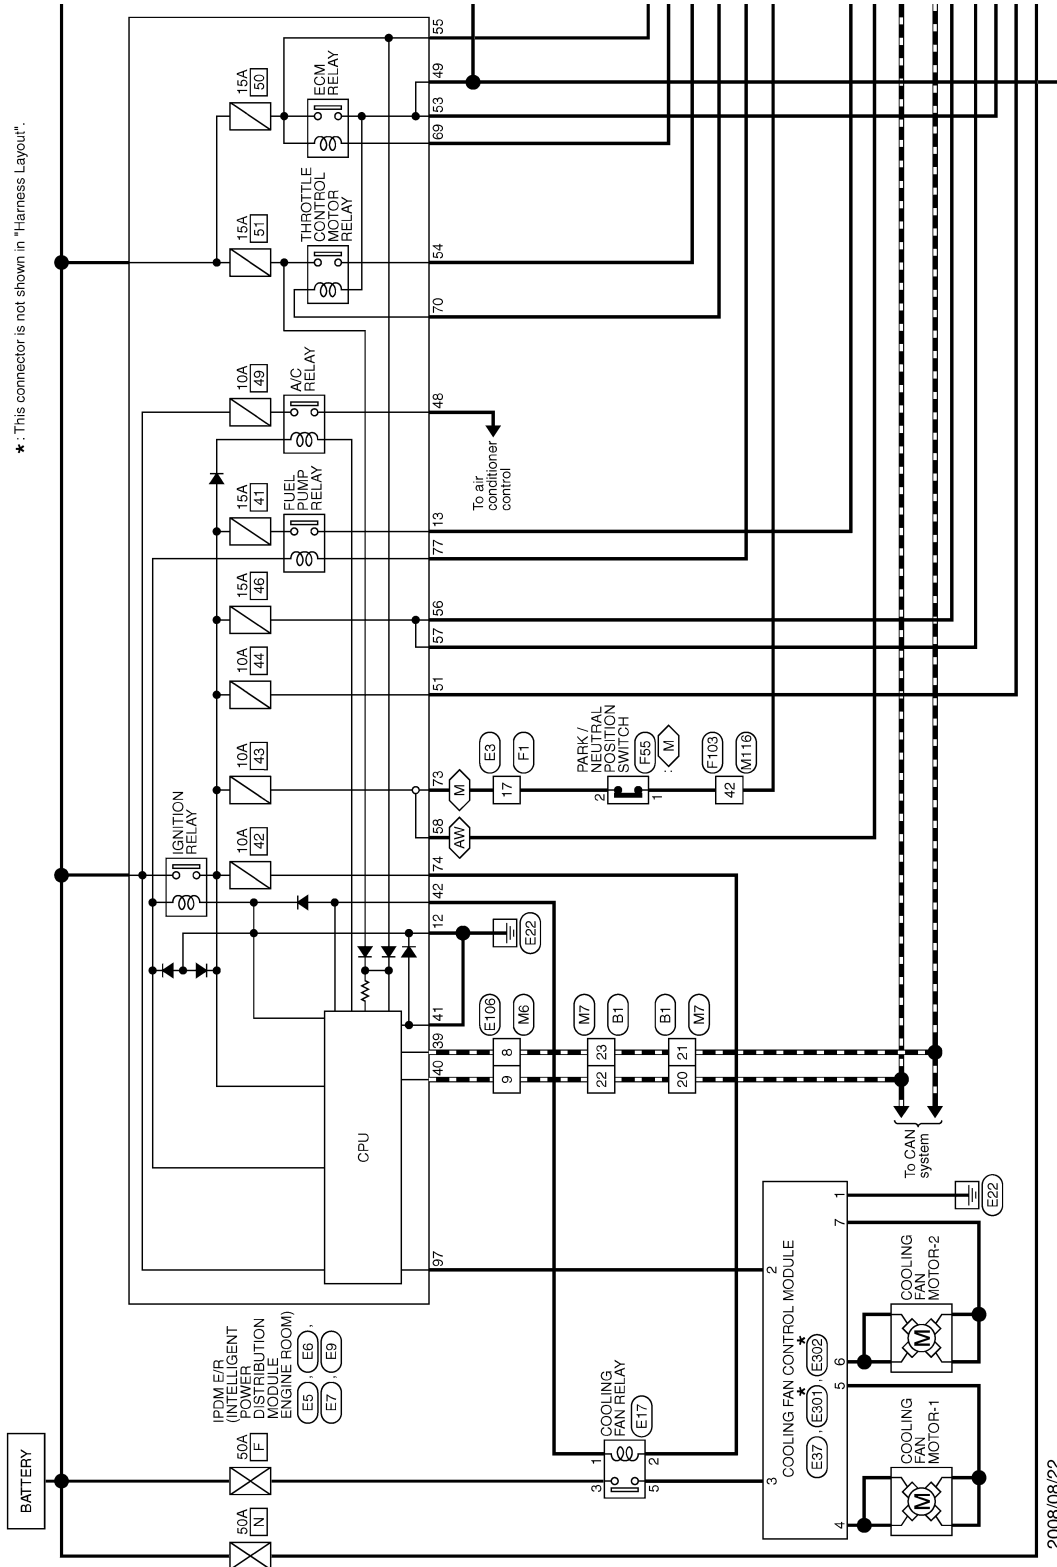 BATTERY
50A
N
50A
F
* : This connector is not shown in "Harness Layout".
IPDM E/R
(INTELLIGENT
POWER
DISTRIBUTION
MODULE
ENGINE ROOM)
E5 , E6 ,
E7 , E9
CPU
IGNITION
RELAY
10A
42
10A
43
10A
44
15A
46
15A
41
FUEL
PUMP
RELAY
10A
49
A/C
RELAY
15A
51
THROTTLE
CONTROL
MOTOR
RELAY
15A
50
ECM
RELAY
97
40
39
41
12
42
74
58
73
51
57
56
77
13
48
70
54
69
53
49
55
AW
M
E3
17
F1
PARK /
NEUTRAL
POSITION
SWITCH
F55
: M
2
1
F103
42
M116
To air
conditioner
control
E22
E106
8
9
M6
M7
23
22
B1
B1
21
20
M7
To CAN
system
COOLING
FAN RELAY
E17
1
2
3
5
COOLING FAN CONTROL MODULE
E37 , E301 * , E302 *
3
2
4
5
6
7
1
E22
COOLING
FAN
MOTOR-1
M
COOLING
FAN
MOTOR-2
M
2008/08/22